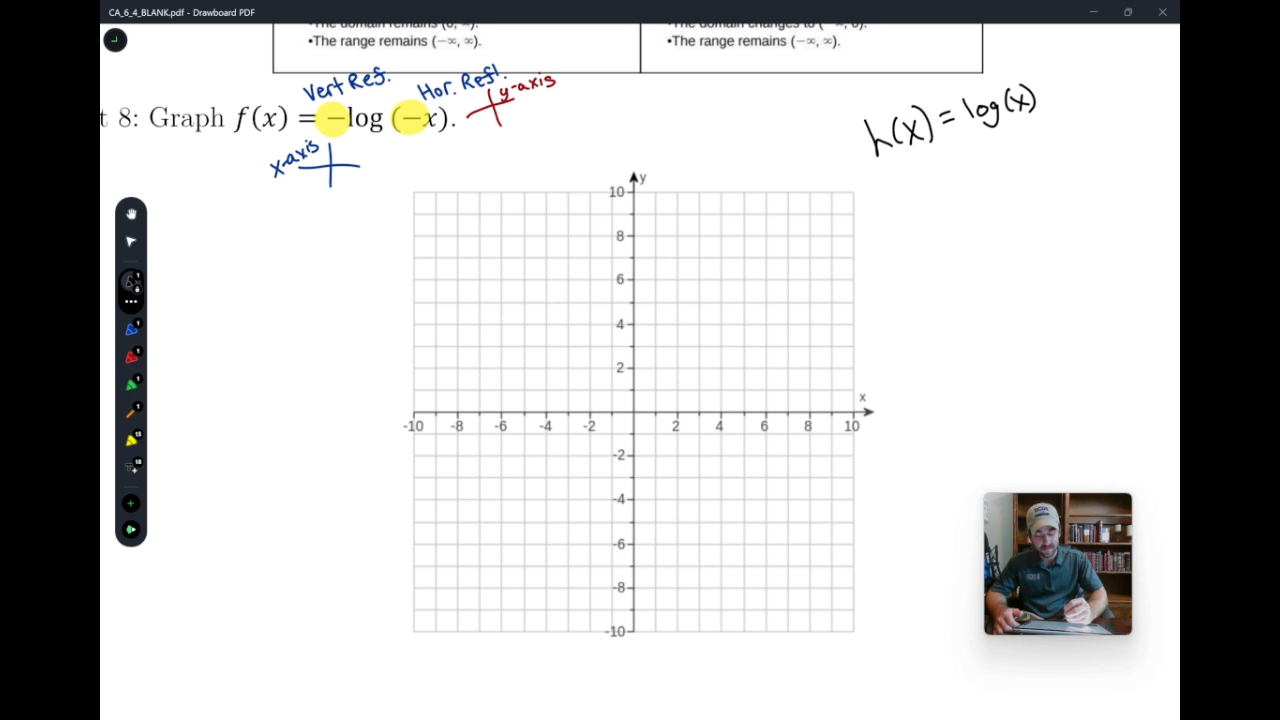 CA_6_4_BLANK.pdf - Drawboard PDF
•The range remains (−∞, ∞).
•The range remains (−∞, ∞).
Vert Ref. Hor. Ref! y-axis
t 8: Graph f(x) = −log (−x).
h(x) = log(x)
x-axis
y
10
8
6
4
2
x
-10 -8 -6 -4 -2 2 4 6 8 10
-2
-4
-6
-8
-10